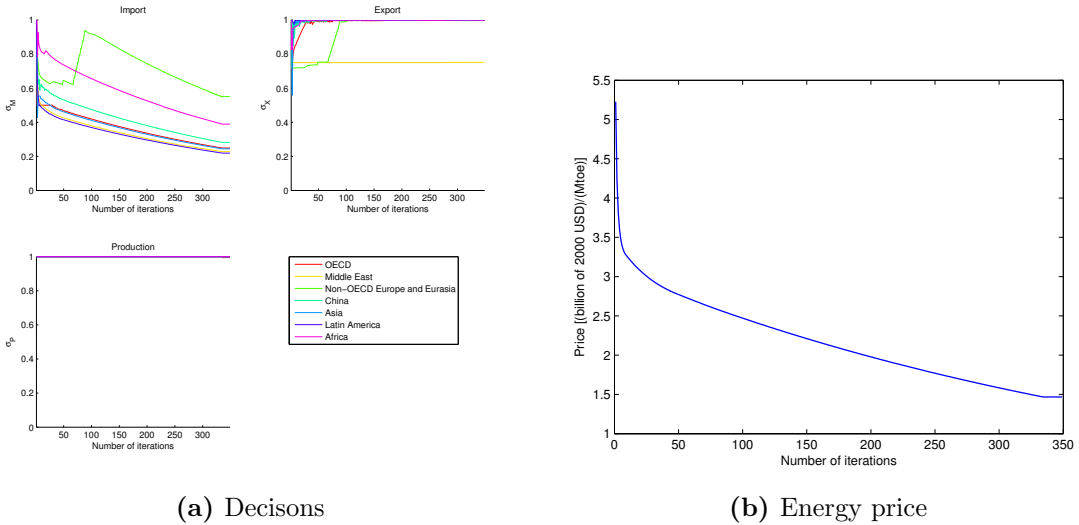 Import
σM
1
0.8
0.6
0.4
0.2
0
50 100 150 200 250 300
Number of iterations
Export
σX
1
0.8
0.6
0.4
0.2
0
50 100 150 200 250 300
Number of iterations
Production
σP
1
0.8
0.6
0.4
0.2
0
50 100 150 200 250 300
Number of iterations
OECD
Middle East
Non−OECD Europe and Eurasia
China
Asia
Latin America
Africa
(a) Decisons
Price [(billion of 2000 USD)/(Mtoe)]
5.5
5
4.5
4
3.5
3
2.5
2
1.5
1
0 50 100 150 200 250 300 350
Number of iterations
(b) Energy price